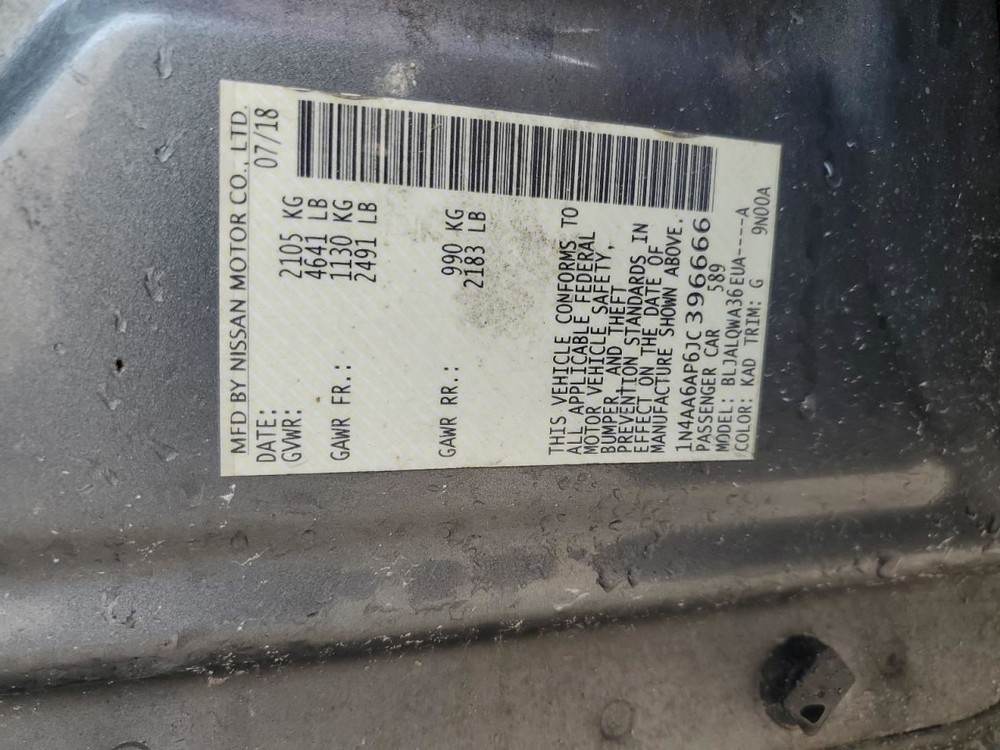 MFD BY NISSAN MOTOR CO., LTD.
DATE: 07/18
GVWR: 2105 KG
4641 LB
GAWR FR.: 1130 KG
2491 LB
GAWR RR.: 990 KG
2183 LB
THIS VEHICLE CONFORMS TO
ALL APPLICABLE FEDERAL
MOTOR VEHICLE SAFETY,
BUMPER, AND THEFT
PREVENTION STANDARDS IN
EFFECT ON THE DATE OF
MANUFACTURE SHOWN ABOVE.
1N4AA6AP6JC396666
PASSENGER CAR 589
MODEL: BLJALQWA36EUA----A
COLOR: KAD TRIM: G 9N00A